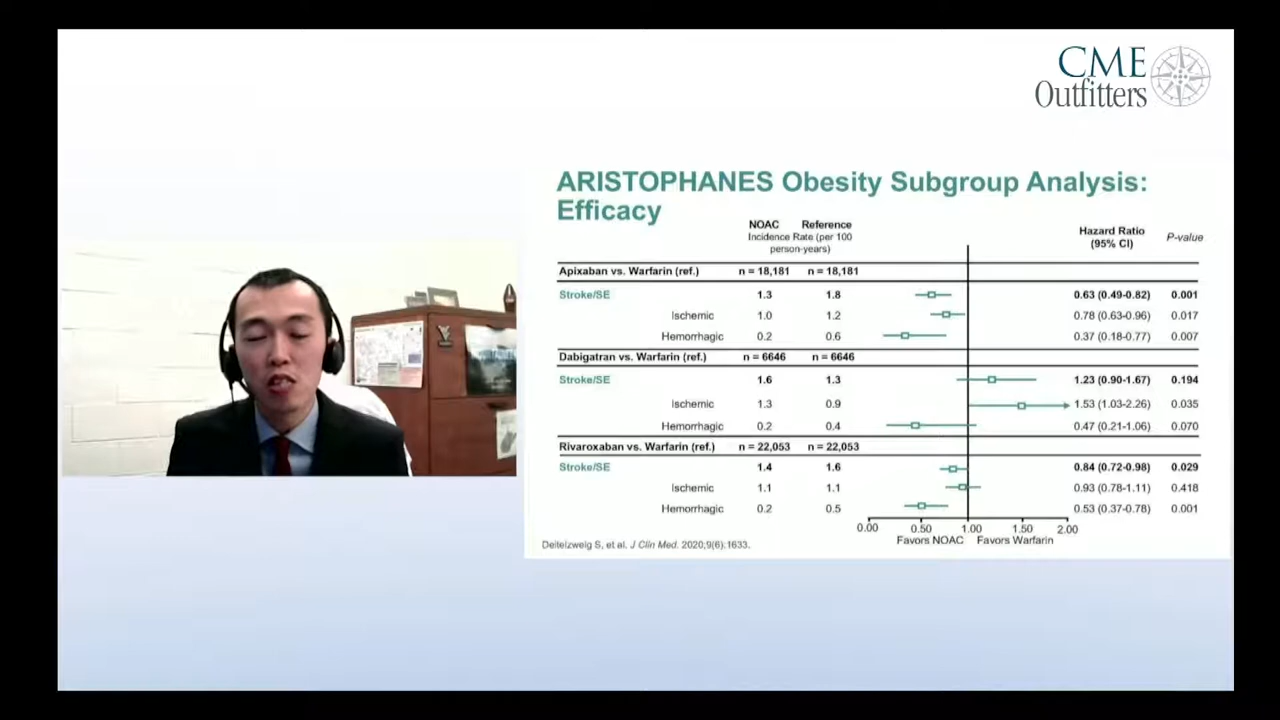 CME
Outfitters
ARISTOPHANES Obesity Subgroup Analysis:
Efficacy
NOAC Reference
Incidence Rate (per 100
person-years)
Hazard Ratio
(95% CI)
P-value
Apixaban vs. Warfarin (ref.) n = 18,181 n = 18,181
Stroke/SE 1.3 1.8 0.63 (0.49-0.82) 0.001
Ischemic 1.0 1.2 0.78 (0.63-0.96) 0.017
Hemorrhagic 0.2 0.6 0.37 (0.18-0.77) 0.007
Dabigatran vs. Warfarin (ref.) n = 6646 n = 6646
Stroke/SE 1.6 1.3 1.23 (0.90-1.67) 0.194
Ischemic 1.3 0.9 1.53 (1.03-2.26) 0.035
Hemorrhagic 0.2 0.4 0.47 (0.21-1.06) 0.070
Rivaroxaban vs. Warfarin (ref.) n = 22,053 n = 22,053
Stroke/SE 1.4 1.6 0.84 (0.72-0.98) 0.029
Ischemic 1.1 1.1 0.93 (0.78-1.11) 0.418
Hemorrhagic 0.2 0.5 0.53 (0.37-0.78) 0.001
0.00 0.50 1.00 1.50 2.00
Favors NOAC Favors Warfarin
Deitelzweig S, et al. J Clin Med. 2020;9(6):1633.